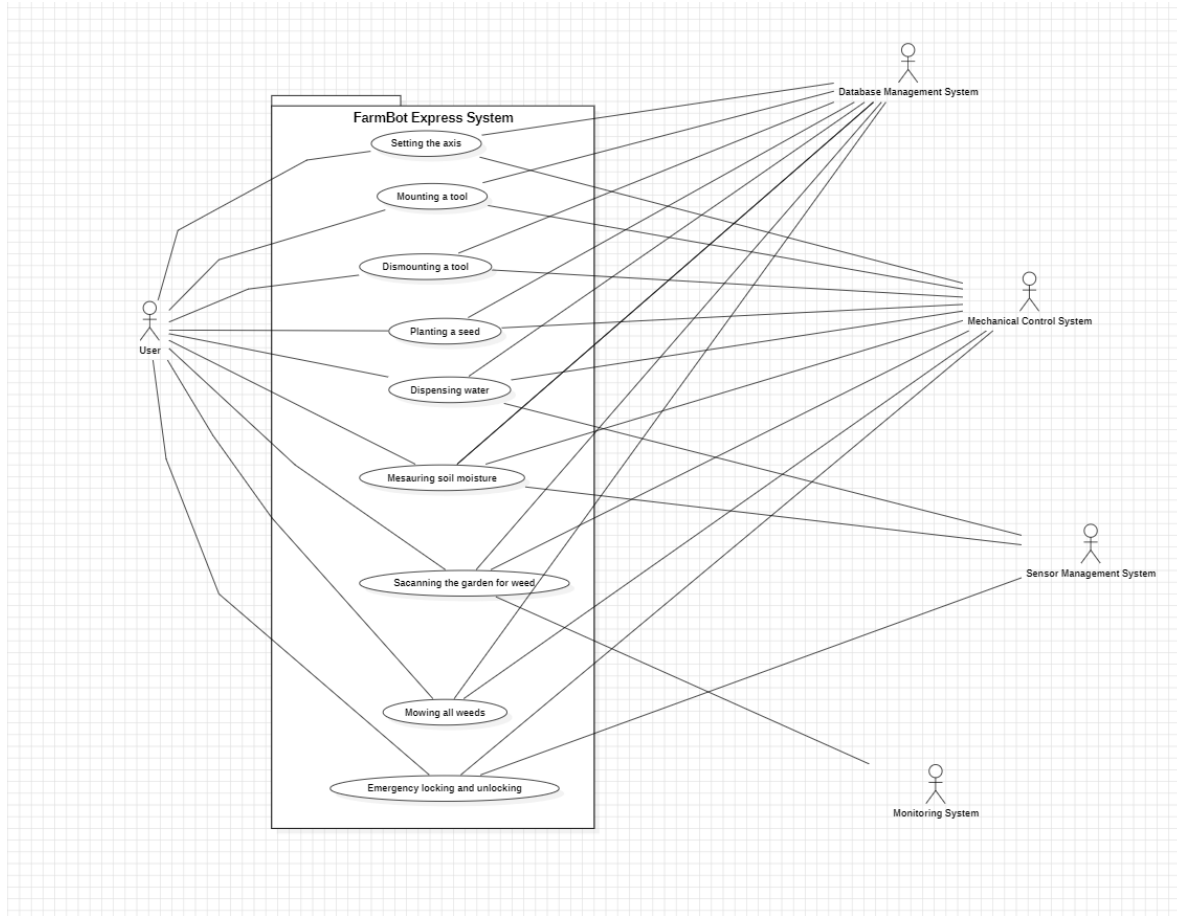 Database Management System
FarmBot Express System
Setting the axis
Mounting a tool
Dismounting a tool
Mechanical Control System
Planting a seed
User
Dispensing water
Mesauring soil moisture
Sensor Management System
Sacanning the garden for weed
Mowing all weeds
Emergency locking and unlocking
Monitoring System